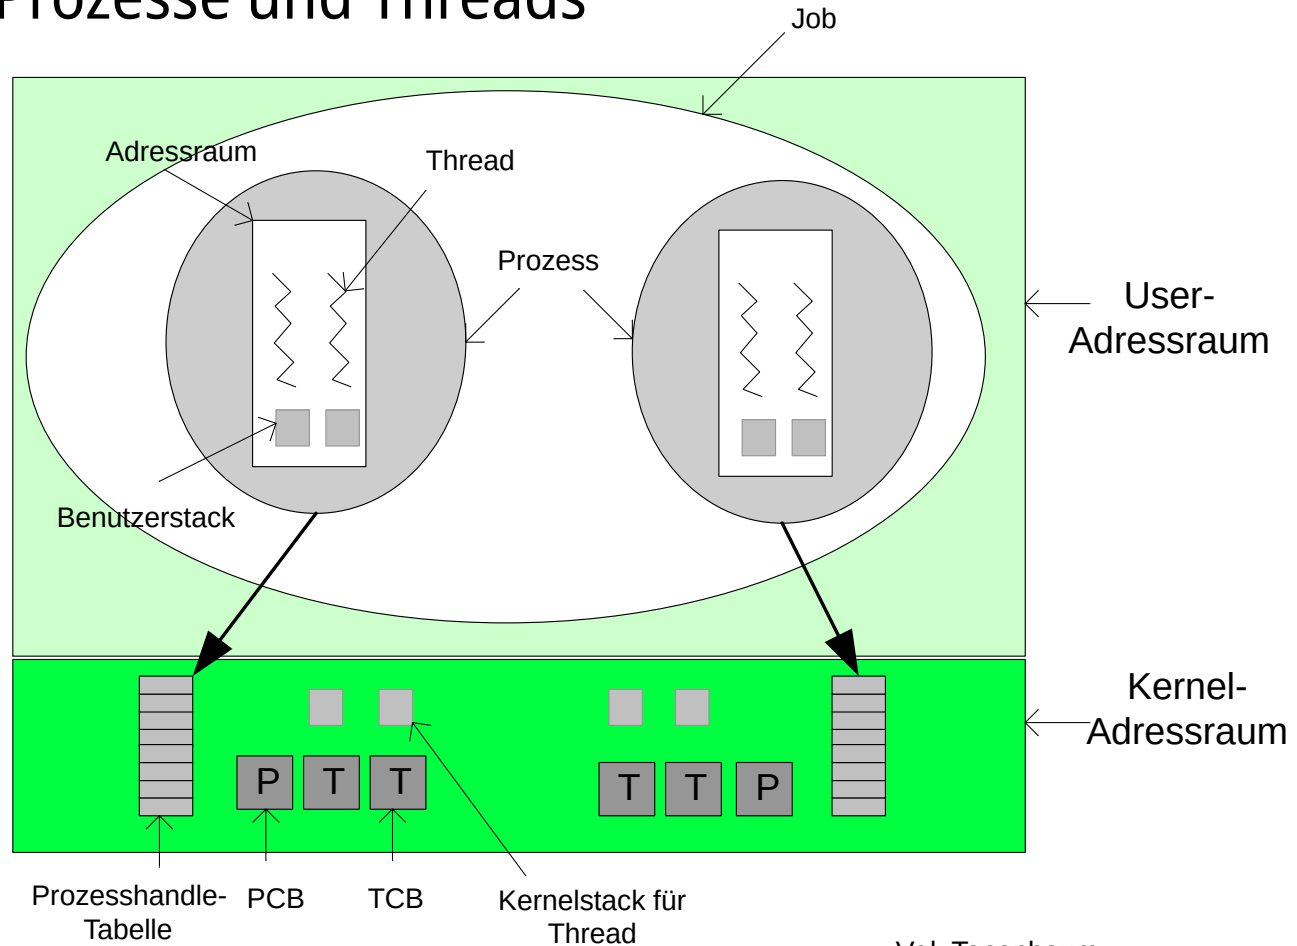 Prozesse und Threads
Job
Adressraum
Thread
Prozess
User-
Adressraum
Benutzerstack
Kernel-
Adressraum
P T T
T T P
Prozesshandle-
Tabelle
PCB
TCB
Kernelstack für
Thread